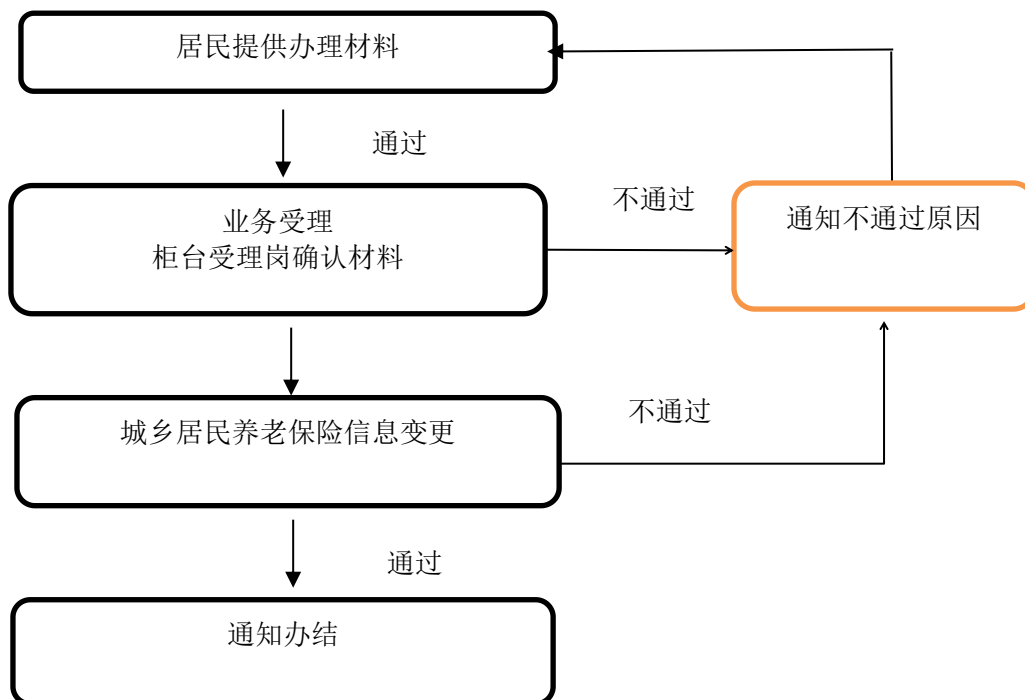 居民提供办理材料
通过
业务受理
柜台受理岗确认材料
不通过
通知不通过原因
城乡居民养老保险信息变更
不通过
通过
通知办结